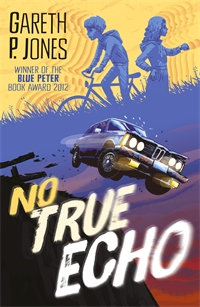 GARETH
P. JONES
WINNER OF THE
BLUE PETER
BOOK AWARD 2012
NO
TRUE
ECHO